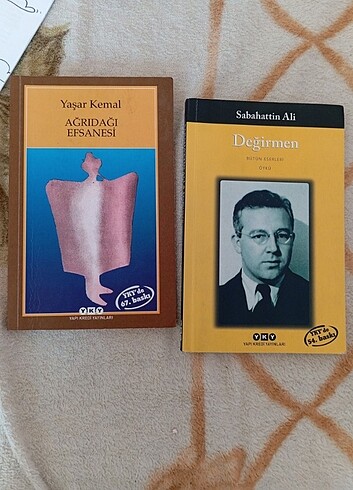 Yaşar Kemal
AĞRIDAĞI
EFSANESİ
YKY'de
67. baskı
YKY
YAPI KREDİ YAYINLARI
Sabahattin Ali
Değirmen
BÜTÜN ESERLERİ
ÖYKÜ
YKY'de
54. baskı
YKY
YAPI KREDİ YAYINLARI